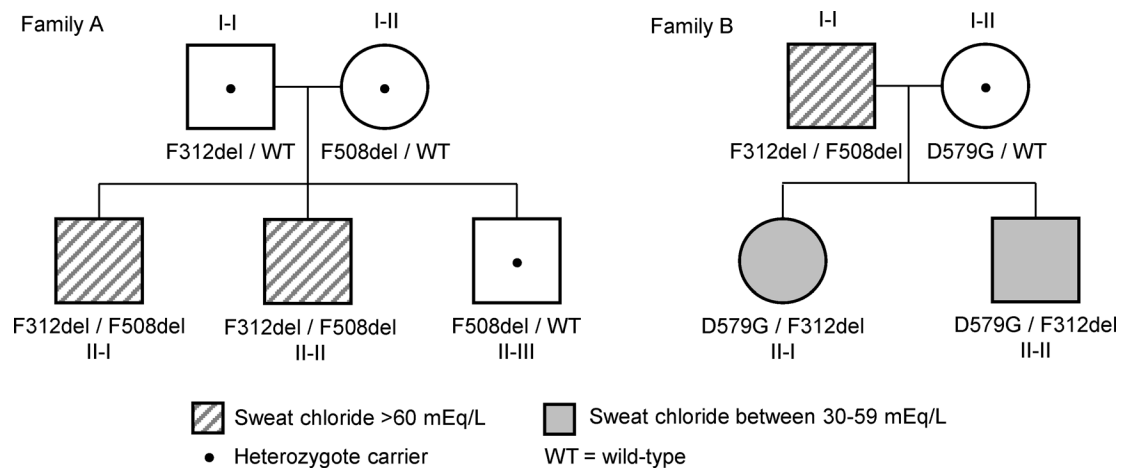 Family A
I-I
I-II
F312del / WT
F508del / WT
F312del / F508del
II-I
F312del / F508del
II-II
F508del / WT
II-III
Family B
I-I
I-II
F312del / F508del
D579G / WT
D579G / F312del
II-I
D579G / F312del
II-II
Sweat chloride >60 mEq/L
Sweat chloride between 30-59 mEq/L
Heterozygote carrier
WT = wild-type